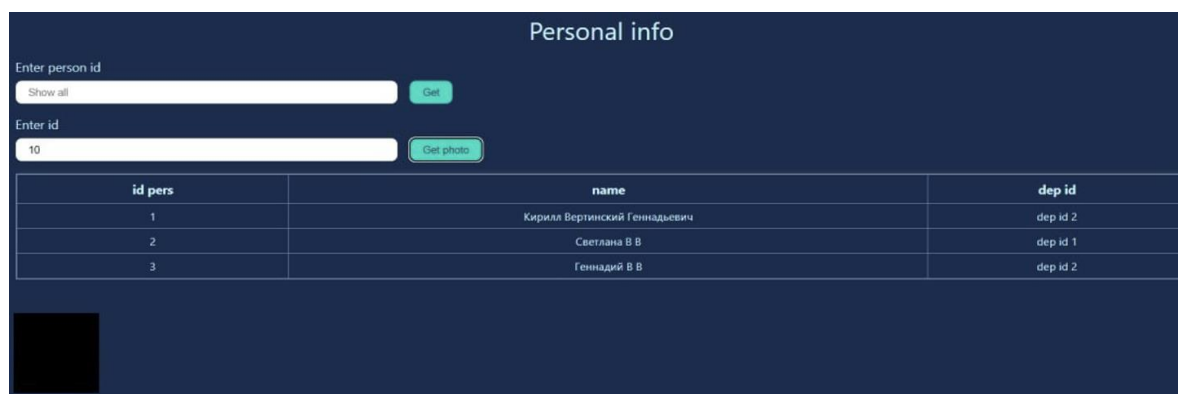 Personal info
Enter person id
Show all Get
Enter id
10 Get photo
id pers name dep id
1 Кирилл Вертинский Геннадьевич dep id 2
2 Светлана В В dep id 1
3 Геннадий В В dep id 2